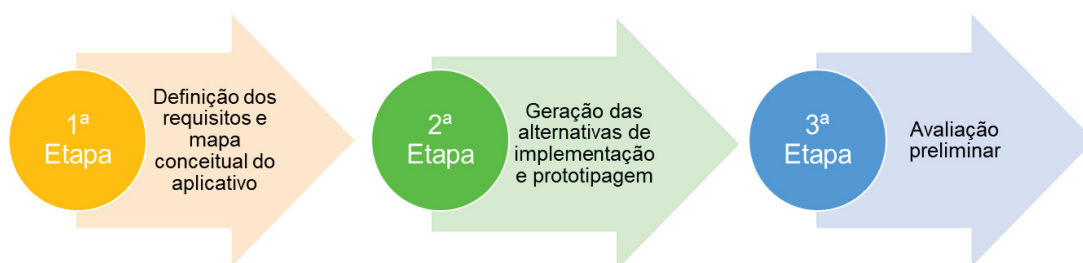 1ª
Etapa
Definição dos
requisitos e
mapa
conceitual do
aplicativo
2ª
Etapa
Geração das
alternativas de
implementação
e prototipagem
3ª
Etapa
Avaliação
preliminar